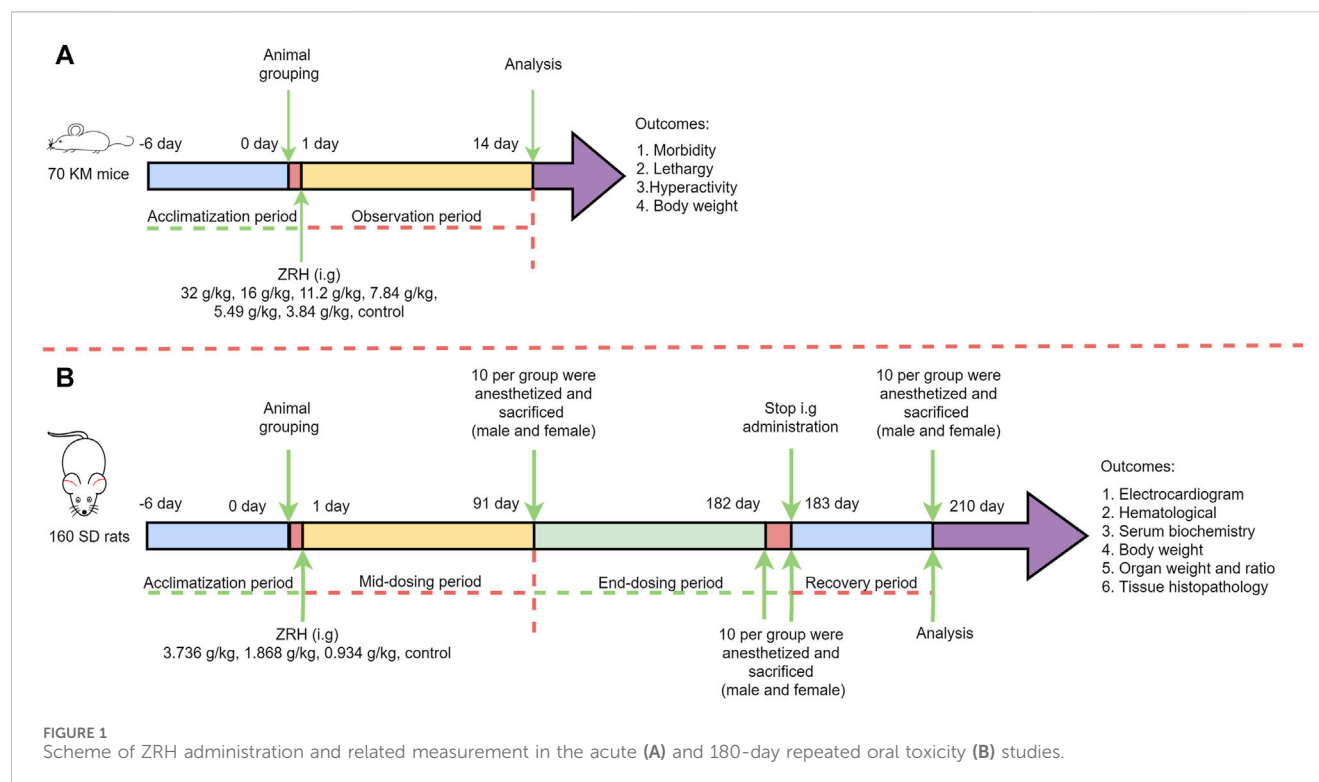 A
Animal
grouping
Analysis
-6 day
0 day
1 day
14 day
70 KM mice
Acclimatization period
Observation period
ZRH (i.g)
32 g/kg, 16 g/kg, 11.2 g/kg, 7.84 g/kg,
5.49 g/kg, 3.84 g/kg, control
Outcomes:
1. Morbidity
2. Lethargy
3.Hyperactivity
4. Body weight
B
Animal
grouping
10 per group were
anesthetized and
sacrificed
(male and female)
Stop i.g
administration
10 per group were
anesthetized and
sacrificed
(male and female)
-6 day
0 day
1 day
91 day
182 day
183 day
210 day
160 SD rats
Acclimatization period
Mid-dosing period
End-dosing period
Recovery period
ZRH (i.g)
3.736 g/kg, 1.868 g/kg, 0.934 g/kg, control
10 per group were
anesthetized and
sacrificed
(male and female)
Analysis
Outcomes:
1. Electrocardiogram
2. Hematological
3. Serum biochemistry
4. Body weight
5. Organ weight and ratio
6. Tissue histopathology
FIGURE 1
Scheme of ZRH administration and related measurement in the acute (A) and 180-day repeated oral toxicity (B) studies.